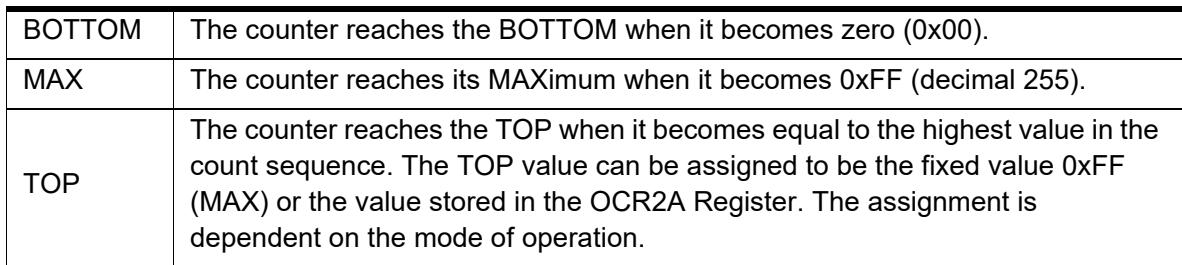 BOTTOM The counter reaches the BOTTOM when it becomes zero (0x00).
MAX The counter reaches its MAXimum when it becomes 0xFF (decimal 255).
The counter reaches the TOP when it becomes equal to the highest value in the
count sequence. The TOP value can be assigned to be the fixed value 0xFF
TOP
(MAX) or the value stored in the OCR2A Register. The assignment is
dependent on the mode of operation.